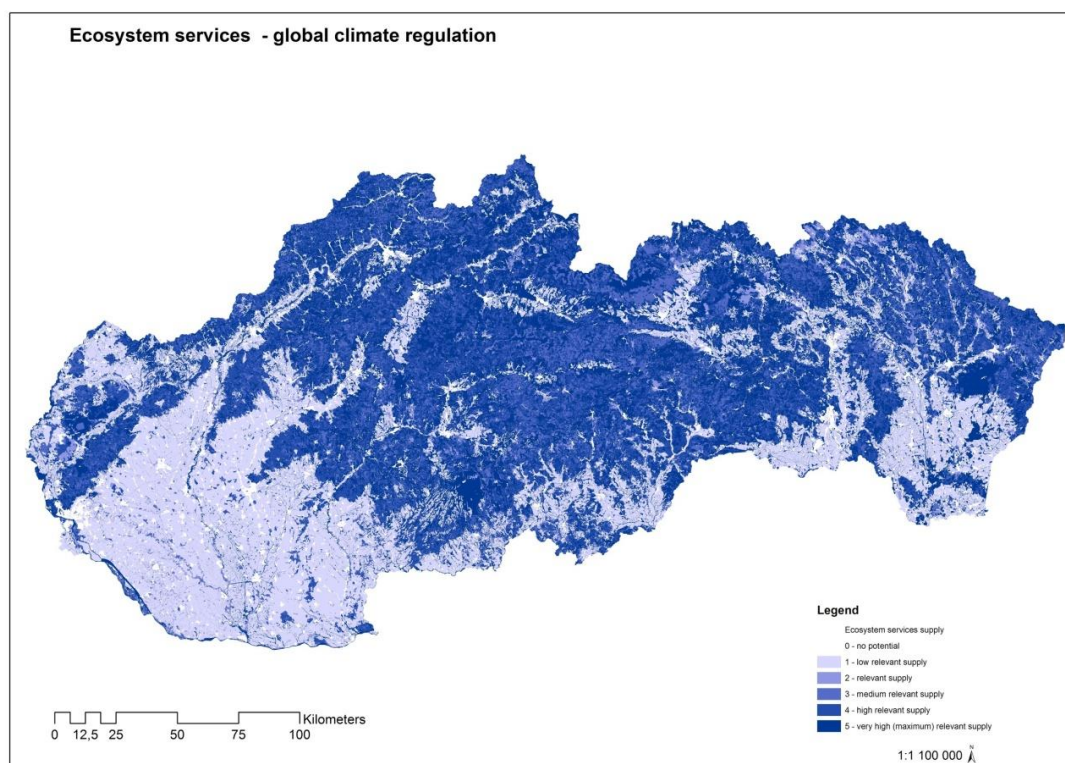 Ecosystem services - global climate regulation
Legend
Ecosystem services supply
0 - no potential
1 - low relevant supply
2 - relevant supply
3 - medium relevant supply
4 - high relevant supply
5 - very high (maximum) relevant supply
Kilometers
0 12,5 25 50 75 100
N
1:1 100 000